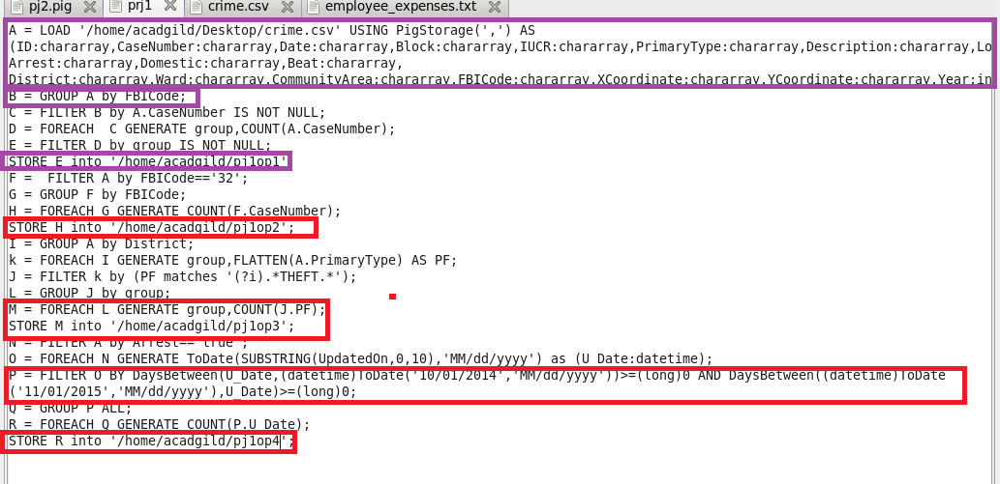 pj2.pig prj1 crime.csv employee_expenses.txt
A = LOAD '/home/acadgild/Desktop/crime.csv' USING PigStorage(',') AS
(ID:chararray,CaseNumber:chararray,Date:chararray,Block:chararray,IUCR:chararray,PrimaryType:chararray,Description:chararray,Lo
Arrest:chararray,Domestic:chararray,Beat:chararray,
District:chararray,Ward:chararray,CommunityArea:chararray,FBICode:chararray,XCoordinate:chararray,YCoordinate:chararray,Year:in
B = GROUP A by FBICode;
C = FILTER B by A.CaseNumber IS NOT NULL;
D = FOREACH  C GENERATE group,COUNT(A.CaseNumber);
E = FILTER D by group IS NOT NULL;
STORE E into '/home/acadgild/pj1op1'
F =  FILTER A by FBICode=='32';
G = GROUP F by FBICode;
H = FOREACH G GENERATE COUNT(F.CaseNumber);
STORE H into '/home/acadgild/pj1op2';
I = GROUP A by District;
k = FOREACH I GENERATE group,FLATTEN(A.PrimaryType) AS PF;
J = FILTER k by (PF matches '(?i).*THEFT.*');
L = GROUP J by group;
M = FOREACH L GENERATE group,COUNT(J.PF);
STORE M into '/home/acadgild/pj1op3';
N = FILTER A by Arrest=='true';
O = FOREACH N GENERATE ToDate(SUBSTRING(UpdatedOn,0,10),'MM/dd/yyyy') as (U_Date:datetime);
P = FILTER O BY DaysBetween(U_Date,(datetime)ToDate('10/01/2014','MM/dd/yyyy'))>=(long)0 AND DaysBetween((datetime)ToDate
('11/01/2015','MM/dd/yyyy'),U_Date)>=(long)0;
Q = GROUP P ALL;
R = FOREACH Q GENERATE COUNT(P.U_Date);
STORE R into '/home/acadgild/pj1op4';